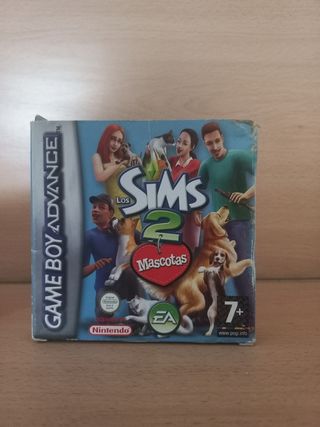 GAME BOY ADVANCE
LOS SIMS
2
Mascotas
Nintendo
EA
7+
www.pegi.info